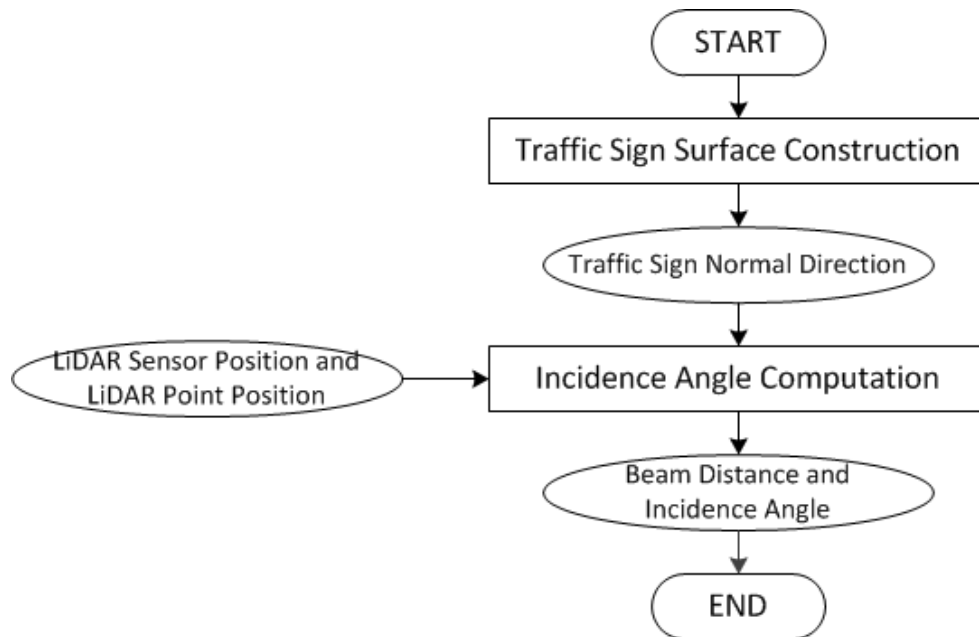 START
Traffic Sign Surface Construction
Traffic Sign Normal Direction
LiDAR Sensor Position and
LiDAR Point Position
Incidence Angle Computation
Beam Distance and
Incidence Angle
END